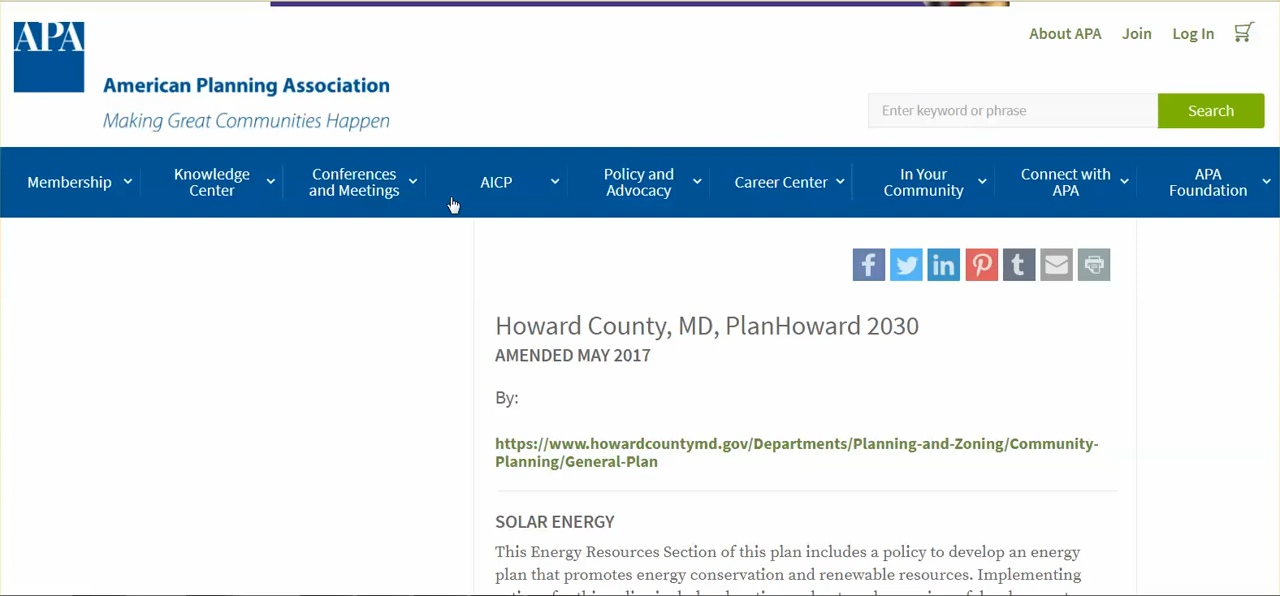 APA
About APA
Join
Log In
American Planning Association
Making Great Communities Happen
Enter keyword or phrase
Search
Membership
Knowledge
Center
Conferences
and Meetings
AICP
Policy and
Advocacy
Career Center
In Your
Community
Connect with
APA
APA
Foundation
Howard County, MD, PlanHoward 2030
AMENDED MAY 2017
By:
https://www.howardcountymd.gov/Departments/Planning-and-Zoning/Community-
Planning/General-Plan
SOLAR ENERGY
This Energy Resources Section of this plan includes a policy to develop an energy
plan that promotes energy conservation and renewable resources. Implementing